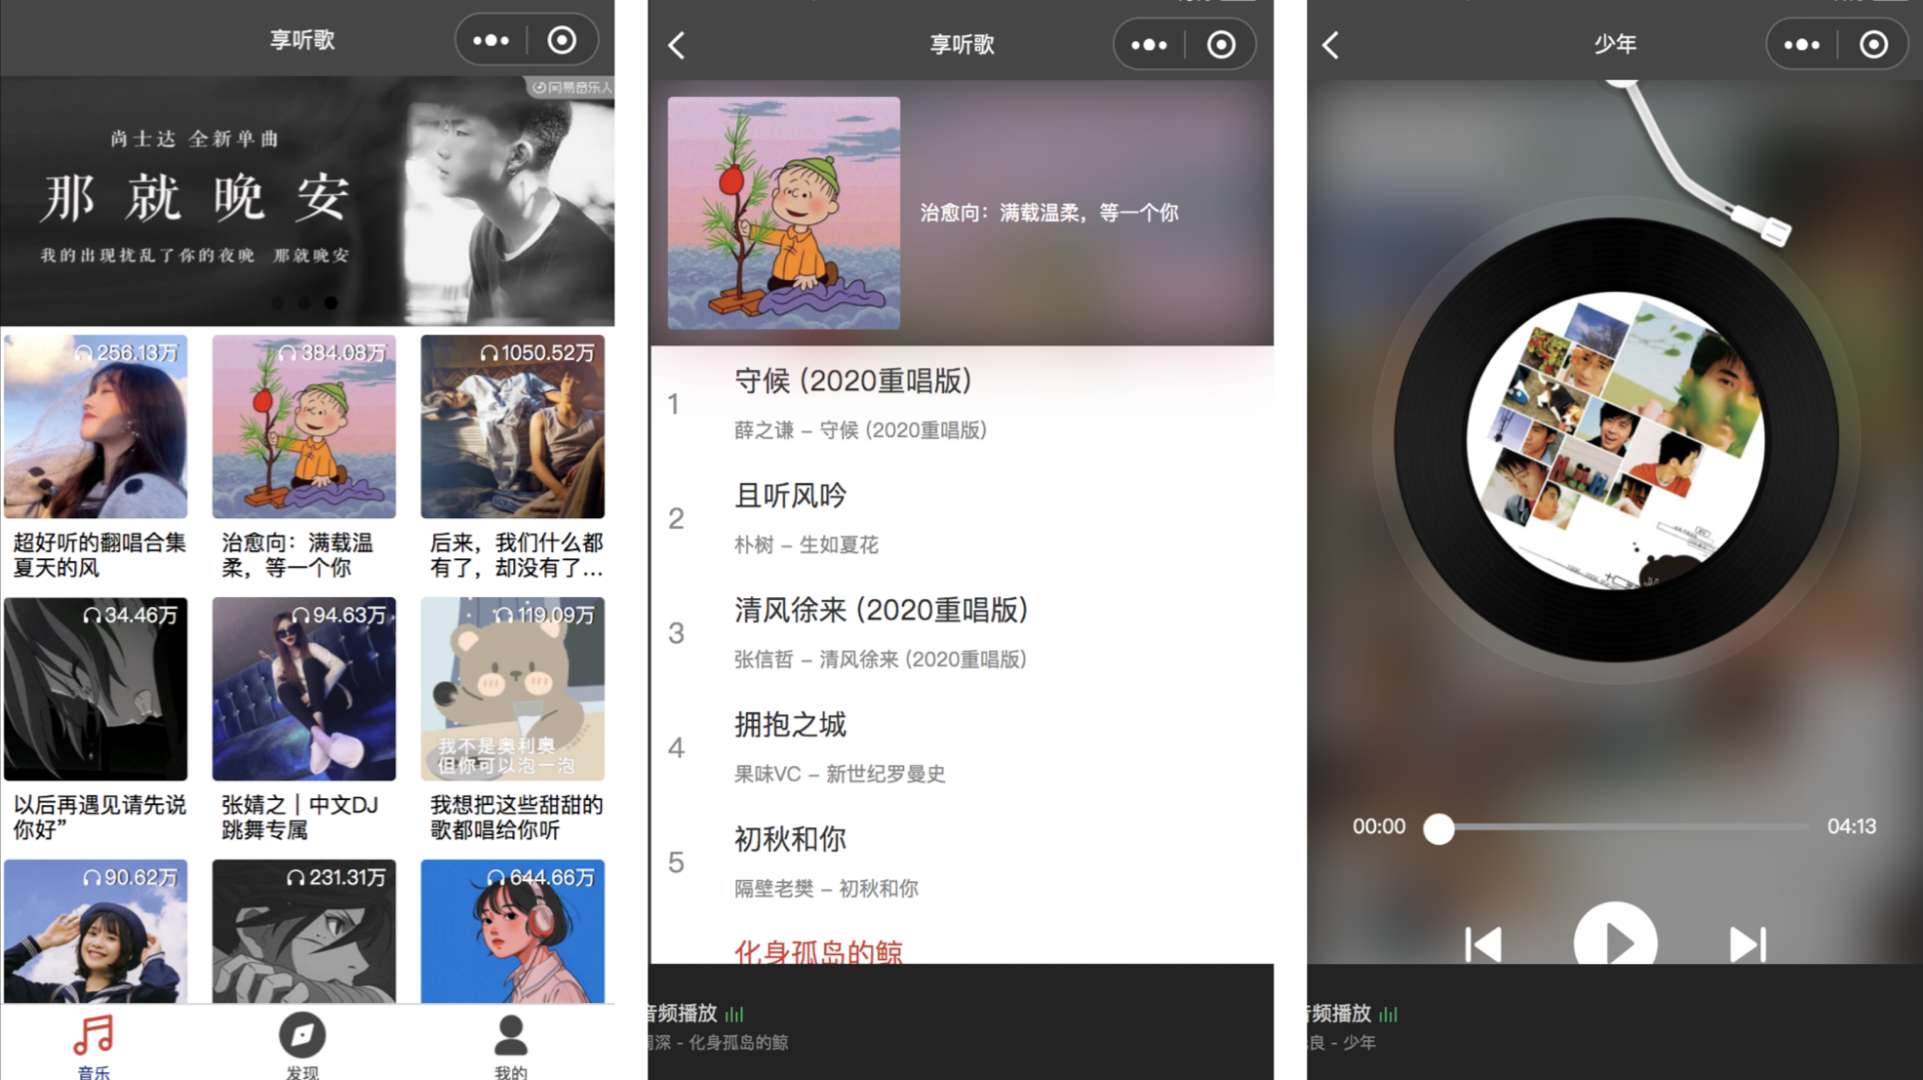 享听歌
网易音乐人
尚士达 全新单曲
那就晚安
我的出现扰乱了你的夜晚 那就晚安
256.13万
384.08万
1050.52万
超好听的翻唱合集
夏天的风
治愈向：满载温
柔，等一个你
后来，我们什么都
有了，却没有了...
34.46万
94.63万
119.09万
我不是奥利奥
但你可以泡一泡
以后再遇见请先说
你好”
张婧之｜中文DJ
跳舞专属
我想把这些甜甜的
歌都唱给你听
90.62万
231.31万
644.66万
音乐
发现
我的
享听歌
治愈向：满载温柔，等一个你
1
守候 (2020重唱版)
薛之谦 – 守候 (2020重唱版)
2
且听风吟
朴树 – 生如夏花
3
清风徐来 (2020重唱版)
张信哲 – 清风徐来 (2020重唱版)
4
拥抱之城
果味VC – 新世纪罗曼史
5
初秋和你
隔壁老樊 – 初秋和你
化身孤岛的鲸
音频播放
周深 - 化身孤岛的鲸
少年
00:00
04:13
频播放
良 - 少年